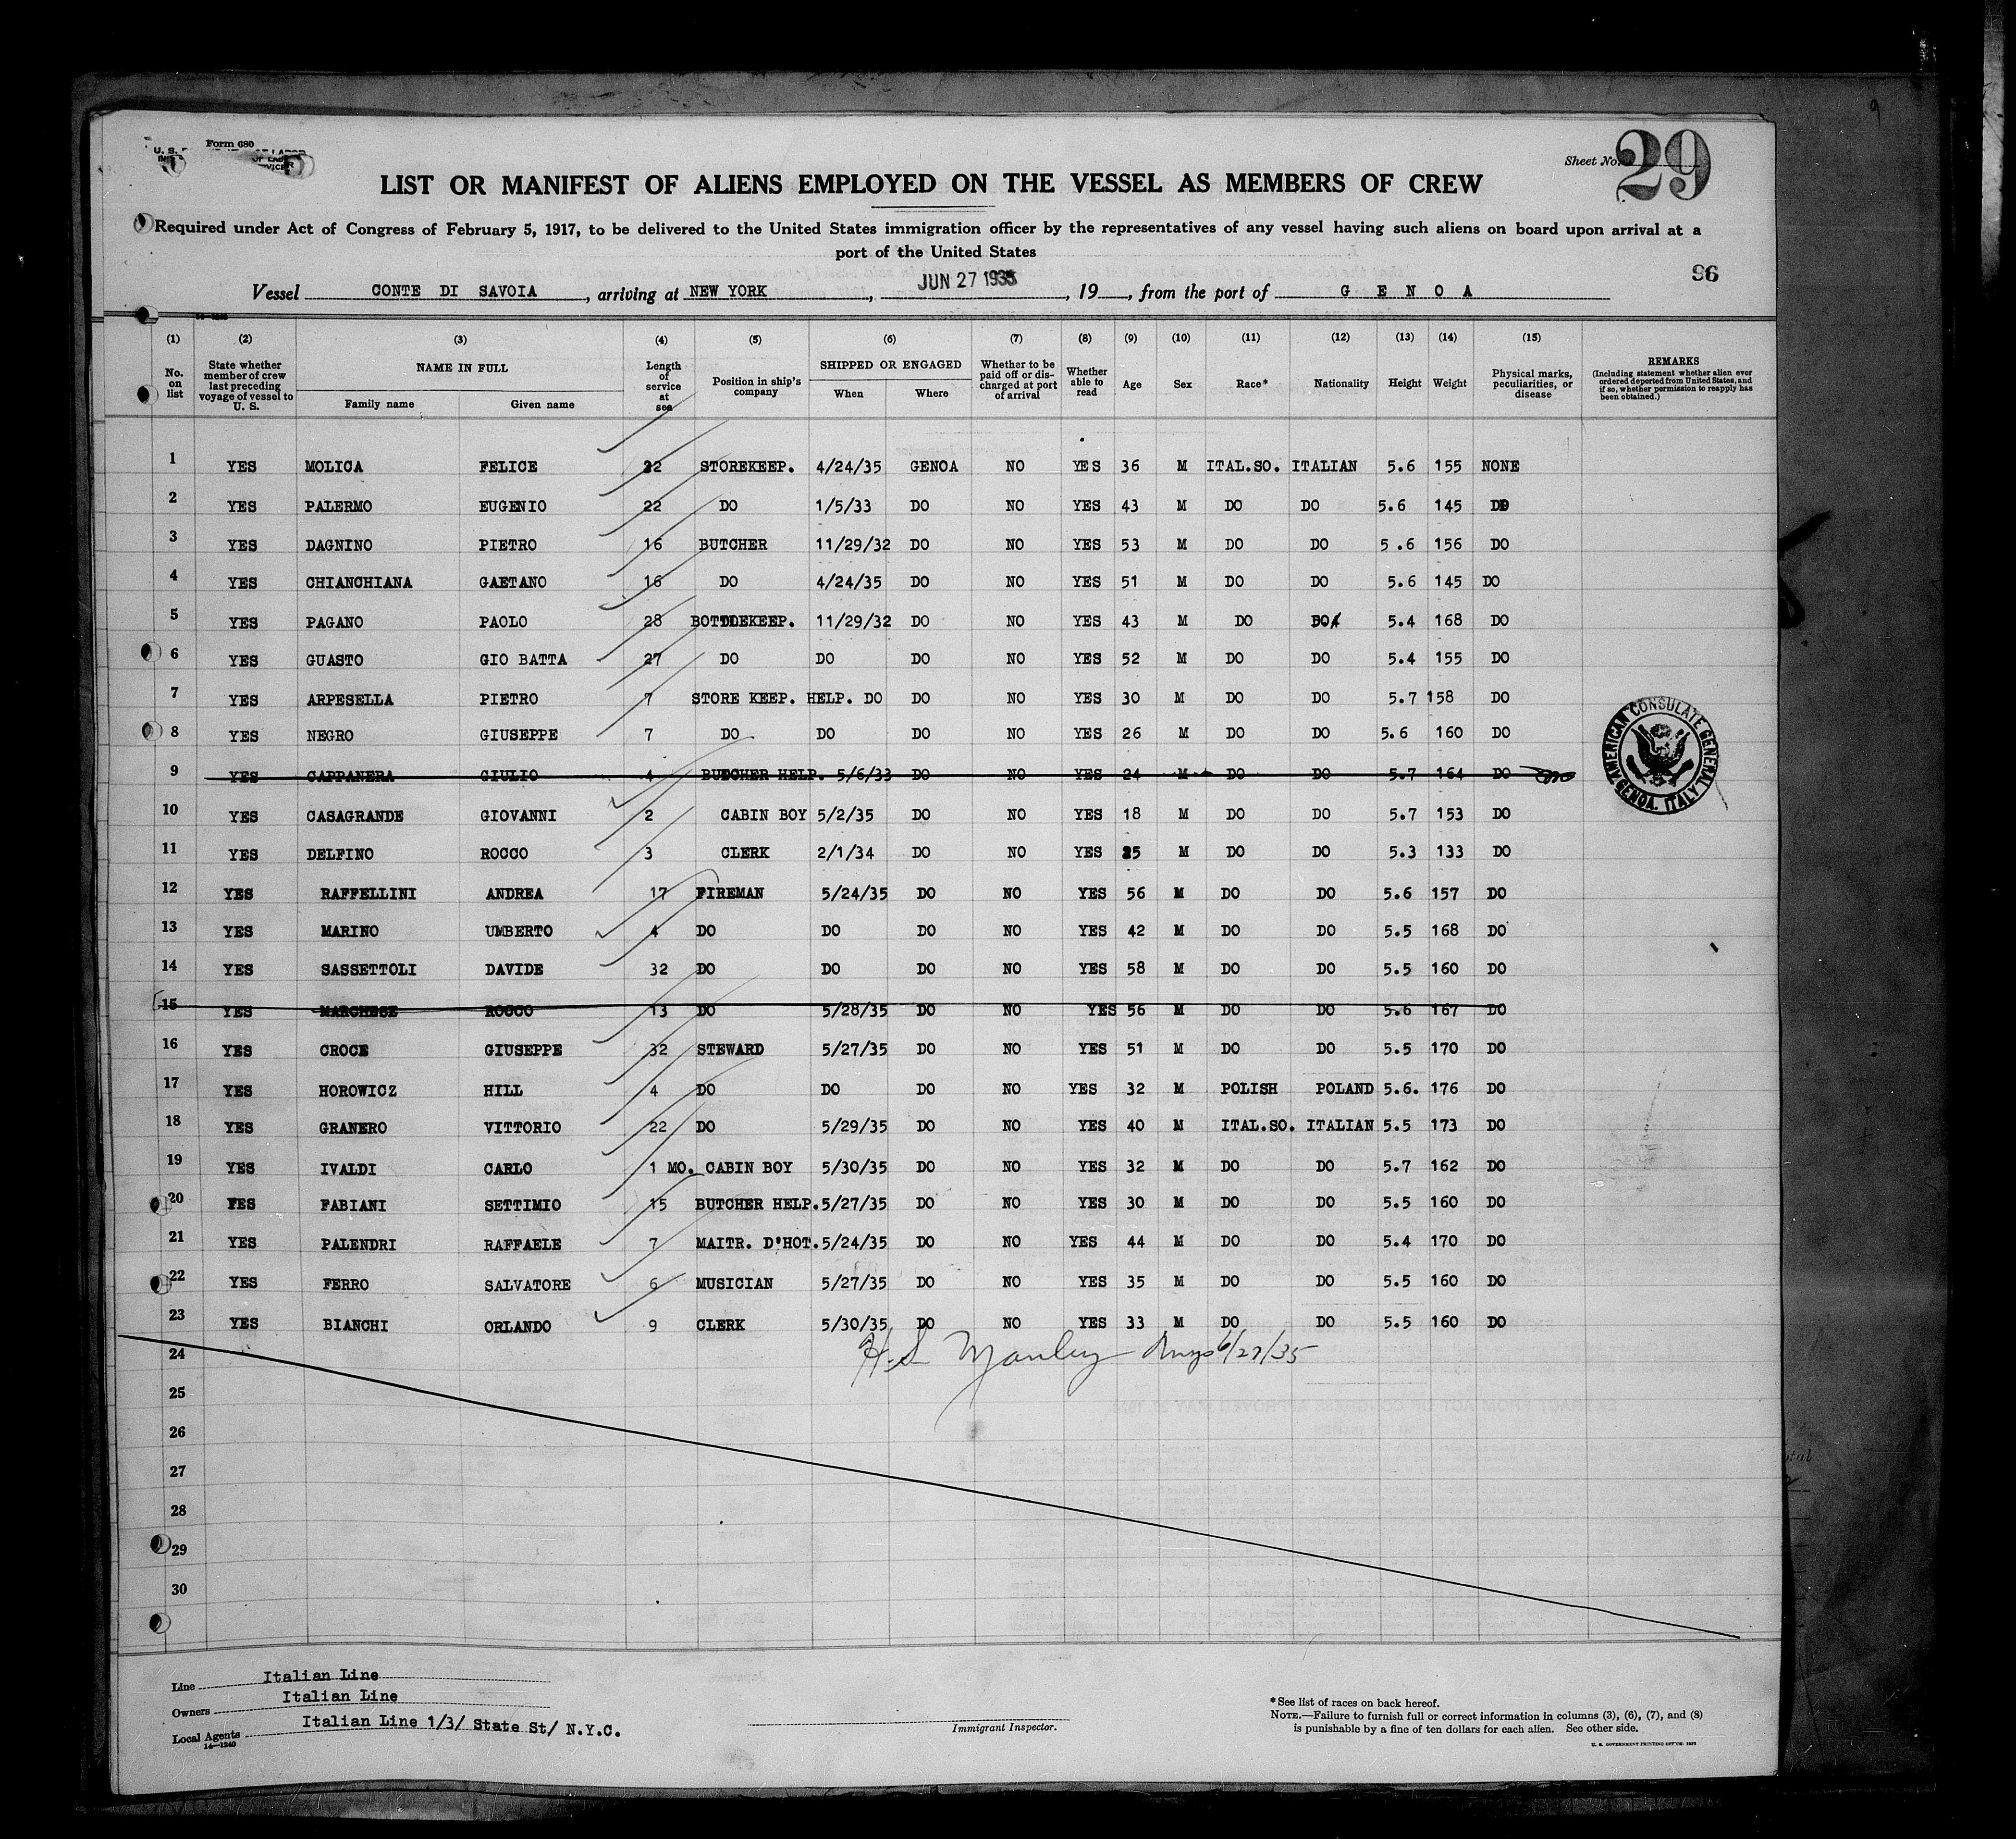 Form 680
U. S.
Sheet No. 29
LIST OR MANIFEST OF ALIENS EMPLOYED ON THE VESSEL AS MEMBERS OF CREW
Required under Act of Congress of February 5, 1917, to be delivered to the United States immigration officer by the representatives of any vessel having such aliens on board upon arrival at a
port of the United States
96
Vessel CONTE DI SAVOIA, arriving at NEW YORK, JUN 27 1935, 19, from the port of GENOA
(1) (2) (3) (4) (5) (6) (7) (8) (9) (10) (11) (12) (13) (14) (15)
No. on list State whether member of crew last preceding voyage of vessel to U. S. NAME IN FULL Family name Given name Length of service at sea Position in ship's company SHIPPED OR ENGAGED When Where Whether to be paid off or discharged at port of arrival Whether able to read Age Sex Race* Nationality Height Weight Physical marks, peculiarities, or disease REMARKS (Including statement whether alien ever ordered deported from United States, and if so, whether permission to reapply has been obtained.)
1 YES MOLICA FELICE 22 STOREKEEP. 4/24/35 GENOA NO YES 36 M ITAL.SO. ITALIAN 5.6 155 NONE
2 YES PALERMO EUGENIO 22 DO 1/5/33 DO NO YES 43 M DO DO 5.6 145 DO
3 YES DAGNINO PIETRO 16 BUTCHER 11/29/32 DO NO YES 53 M DO DO 5.6 156 DO
4 YES CHIANCHIANA GAETANO 16 DO 4/24/35 DO NO YES 51 M DO DO 5.6 145 DO
5 YES PAGANO PAOLO 28 BOTTLEKEEP. 11/29/32 DO NO YES 43 M DO DO 5.4 168 DO
6 YES GUASTO GIO BATTA 27 DO DO DO NO YES 52 M DO DO 5.4 155 DO
7 YES ARPESELLA PIETRO 7 STORE KEEP. HELP. DO DO NO YES 30 M DO DO 5.7 158 DO
8 YES NEGRO GIUSEPPE 7 DO DO DO NO YES 26 M DO DO 5.6 160 DO
9 YES CAPPANERA GIULIO 4 BUTCHER HELP. 5/6/33 DO NO YES 24 M DO DO 5.7 164 DO
10 YES CASAGRANDE GIOVANNI 2 CABIN BOY 5/2/35 DO NO YES 18 M DO DO 5.7 153 DO
11 YES DELFINO ROCCO 3 CLERK 2/1/34 DO NO YES 25 M DO DO 5.3 133 DO
12 YES RAFFELLINI ANDREA 17 FIREMAN 5/24/35 DO NO YES 56 M DO DO 5.6 157 DO
13 YES MARINO UMBERTO 4 DO DO DO NO YES 42 M DO DO 5.5 168 DO
14 YES SASSETTOLI DAVIDE 32 DO DO DO NO YES 58 M DO DO 5.5 160 DO
15 YES MARCHESE ROCCO 13 DO 5/28/35 DO NO YES 56 M DO DO 5.6 167 DO
16 YES CROCE GIUSEPPE 32 STEWARD 5/27/35 DO NO YES 51 M DO DO 5.5 170 DO
17 YES HOROWICZ HILL 4 DO DO DO NO YES 32 M POLISH POLAND 5.6. 176 DO
18 YES GRANERO VITTORIO 22 DO 5/29/35 DO NO YES 40 M ITAL.SO. ITALIAN 5.5 173 DO
19 YES IVALDI CARLO 1 MO. CABIN BOY 5/30/35 DO NO YES 32 M DO DO 5.7 162 DO
20 YES FABIANI SETTIMIO 15 BUTCHER HELP. 5/27/35 DO NO YES 30 M DO DO 5.5 160 DO
21 YES PALENDRI RAFFAELE 7 MAITR. D'HOT. 5/24/35 DO NO YES 44 M DO DO 5.4 170 DO
22 YES FERRO SALVATORE 6 MUSICIAN 5/27/35 DO NO YES 35 M DO DO 5.5 160 DO
23 YES BIANCHI ORLANDO 9 CLERK 5/30/35 DO NO YES 33 M DO DO 5.5 160 DO
AMERICAN CONSULATE GENERAL
GENOA, ITALY
24 H.S. Manley 6/27/35
25
26
27
28
29
30
Line Italian Line
Owners Italian Line
Local Agents Italian Line 1/3/ State St/ N.Y.C.
14—1240
Immigrant Inspector.
*See list of races on back hereof.
NOTE.—Failure to furnish full or correct information in columns (3), (6), (7), and (8)
is punishable by a fine of ten dollars for each alien. See other side.
U. S. GOVERNMENT PRINTING OFFICE: